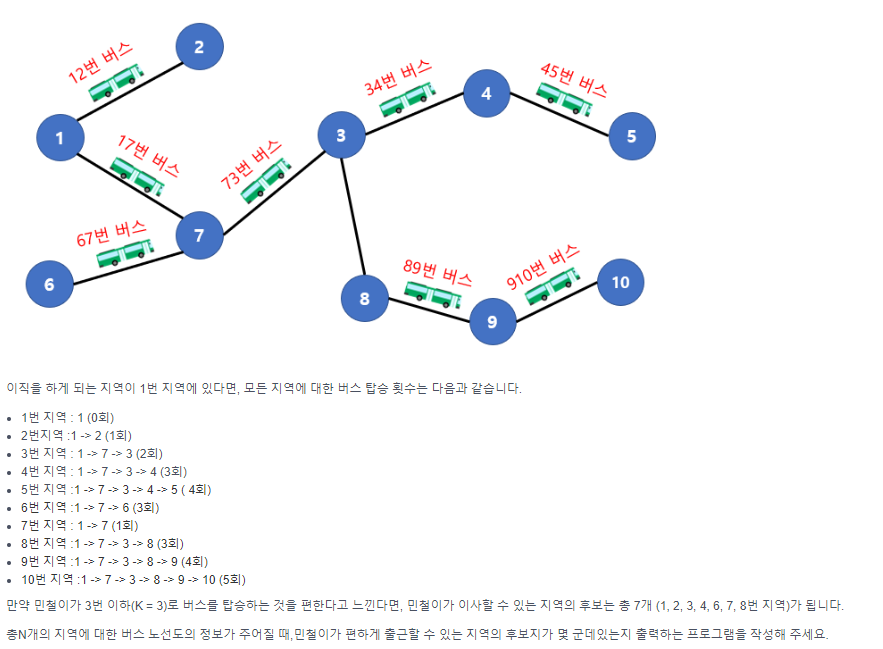 12번 버스
2
34번 버스
45번 버스
4
1
17번 버스
73번 버스
3
5
67번 버스
7
6
89번 버스
910번 버스
8
9
10
이직을 하게 되는 지역이 1번 지역에 있다면, 모든 지역에 대한 버스 탑승 횟수는 다음과 같습니다.
• 1번 지역 : 1 (0회)
• 2번지역 :1 -> 2 (1회)
• 3번 지역 : 1 -> 7 -> 3 (2회)
• 4번 지역 : 1 -> 7 -> 3 -> 4 (3회)
• 5번 지역 :1 -> 7 -> 3 -> 4 -> 5 ( 4회)
• 6번 지역 :1 -> 7 -> 6 (3회)
• 7번 지역 : 1 -> 7 (1회)
• 8번 지역 :1 -> 7 -> 3 -> 8 (3회)
• 9번 지역 :1 -> 7 -> 3 -> 8 -> 9 (4회)
• 10번 지역 :1 -> 7 -> 3 -> 8 -> 9 -> 10 (5회)
만약 민철이가 3번 이하(K = 3)로 버스를 탑승하는 것을 편한다고 느낀다면, 민철이가 이사할 수 있는 지역의 후보는 총 7개 (1, 2, 3, 4, 6, 7, 8번 지역)가 됩니다.
총N개의 지역에 대한 버스 노선도의 정보가 주어질 때,민철이가 편하게 출근할 수 있는 지역의 후보지가 몇 군데있는지 출력하는 프로그램을 작성해 주세요.